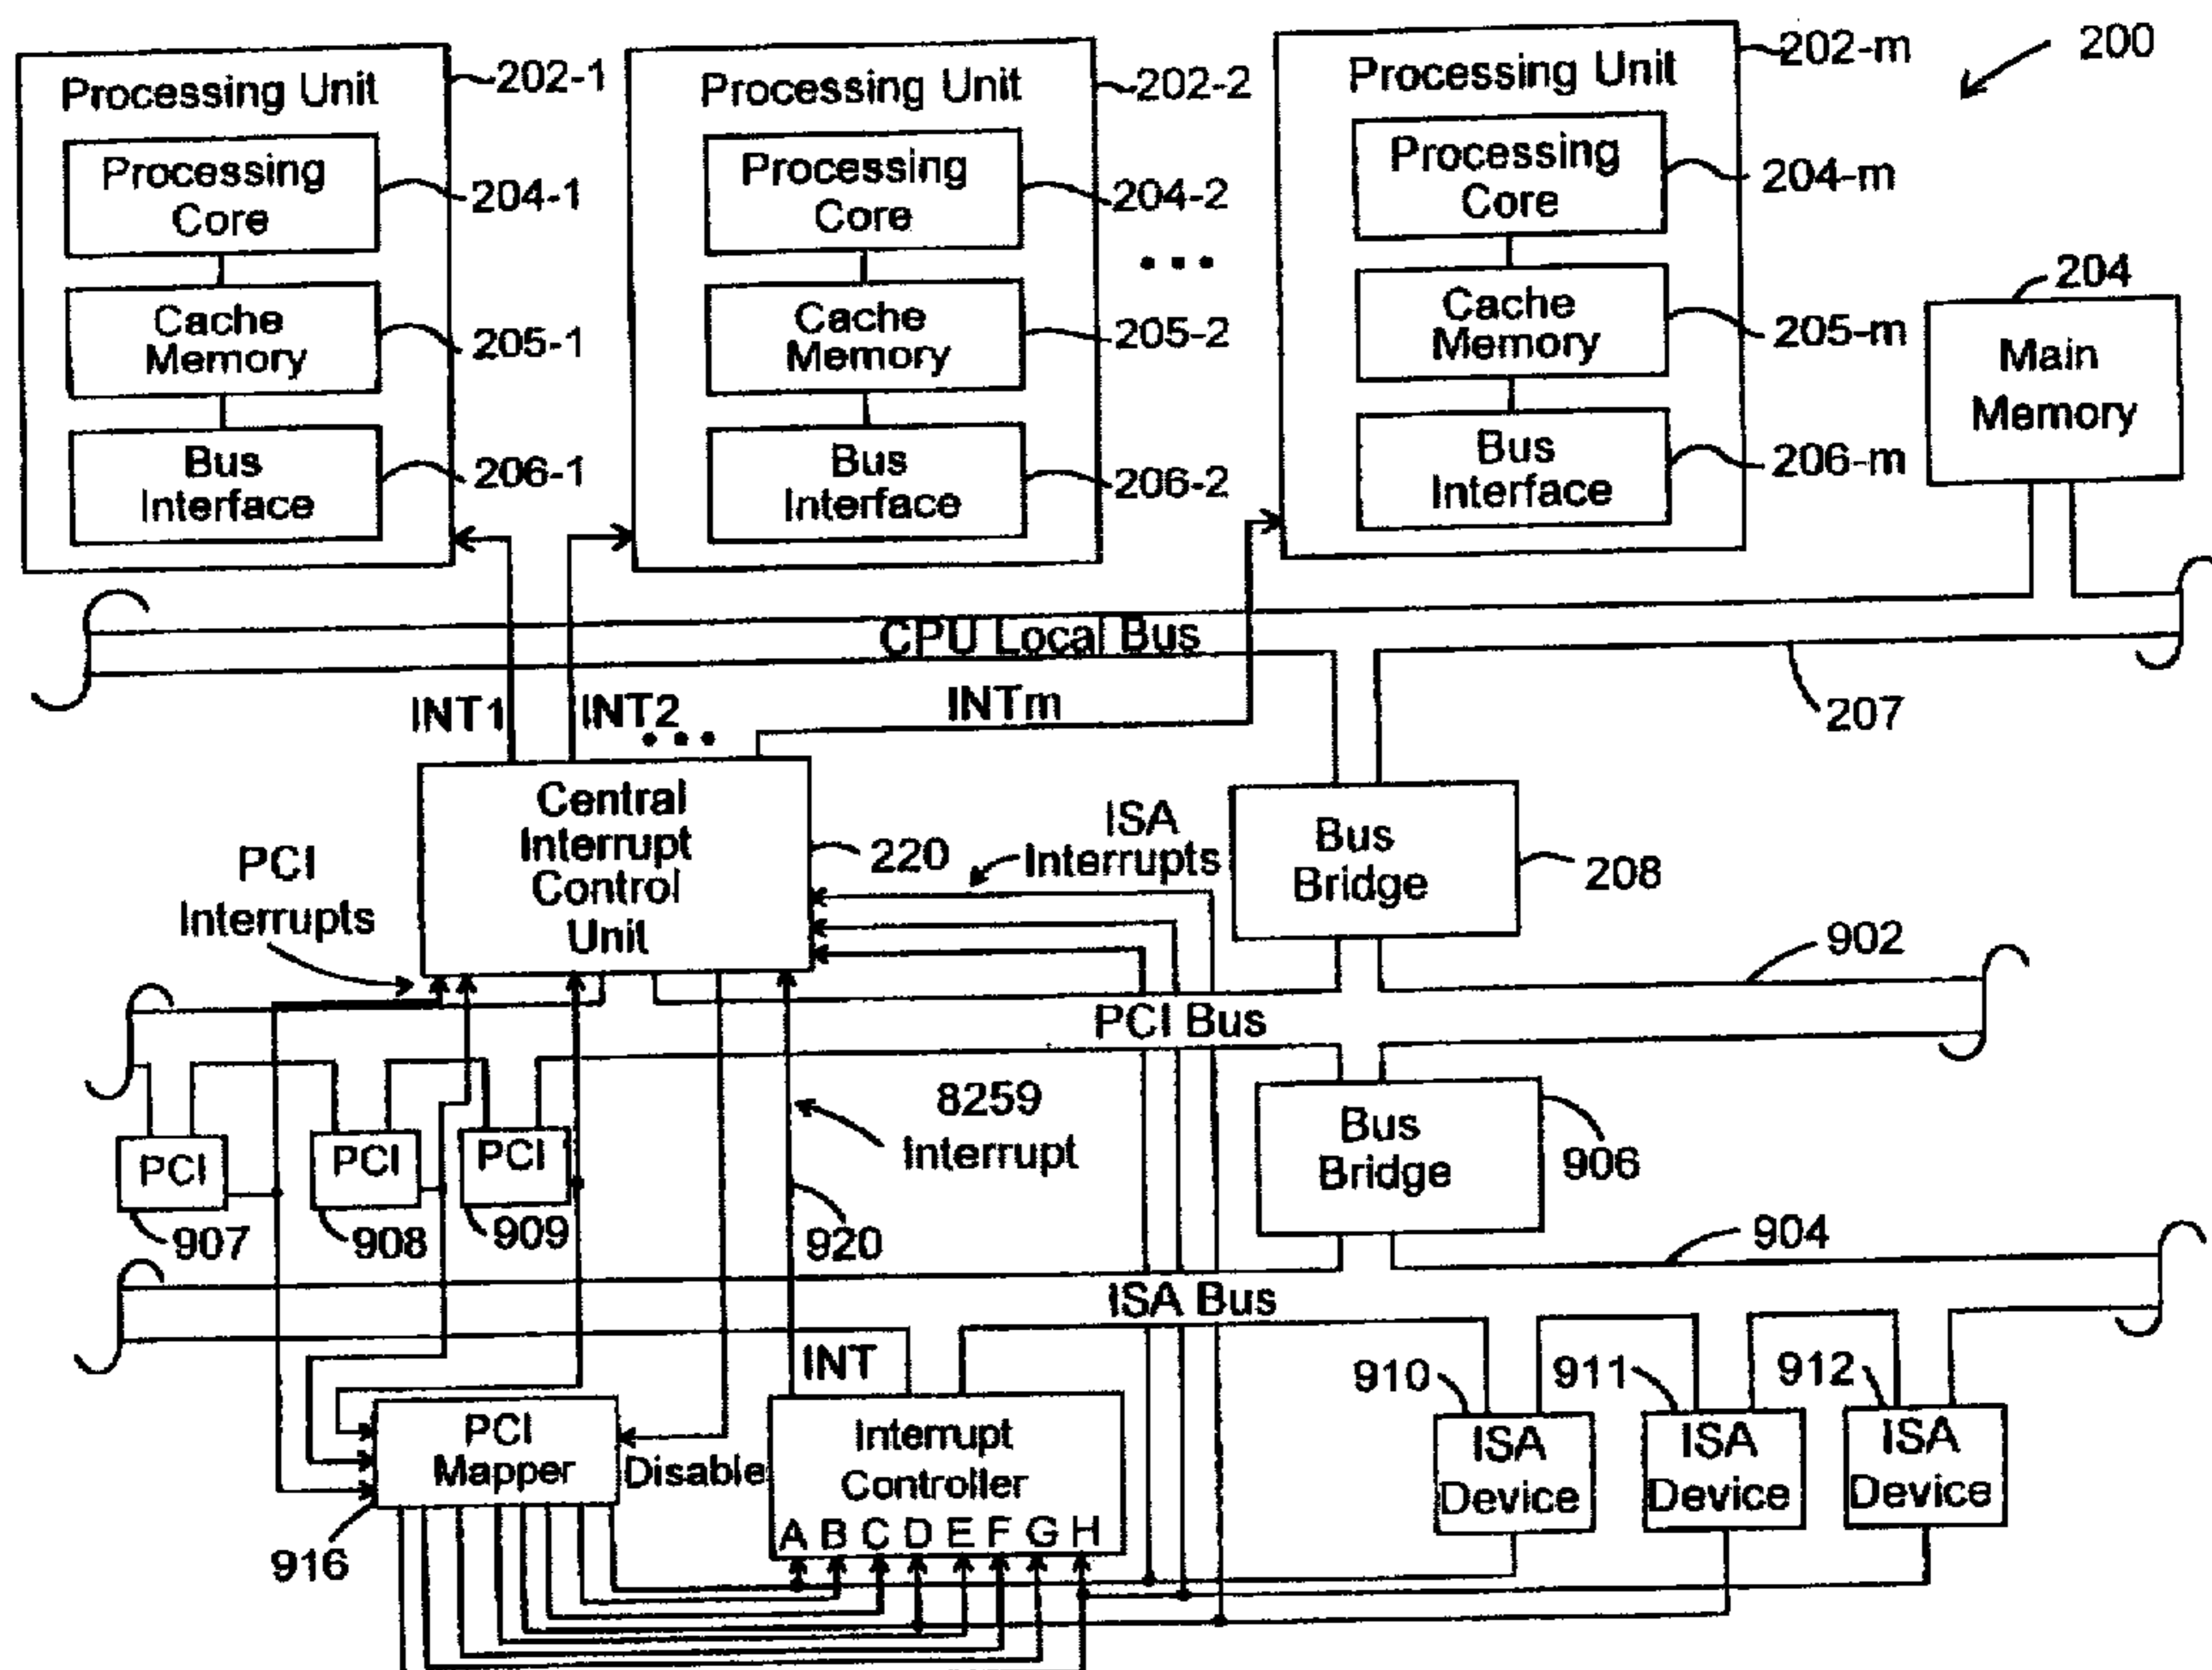 200
Processing Unit
202-1
Processing
Core
204-1
Cache
Memory
205-1
Bus
Interface
206-1
Processing Unit
202-2
Processing
Core
204-2
Cache
Memory
205-2
Bus
Interface
206-2
• • •
Processing Unit
202-m
Processing
Core
204-m
Cache
Memory
205-m
Bus
Interface
206-m
204
Main
Memory
CPU Local Bus
207
INT1
INT2
• • •
INTm
Central
Interrupt
Control
Unit
220
ISA
Interrupts
Bus
Bridge
208
PCI
Interrupts
902
PCI Bus
PCI
907
PCI
908
PCI
909
8259
Interrupt
920
Bus
Bridge
906
904
ISA Bus
INT
PCI
Mapper
916
Disable
Interrupt
Controller
A B C D E F G H
910
ISA
Device
911
ISA
Device
912
ISA
Device